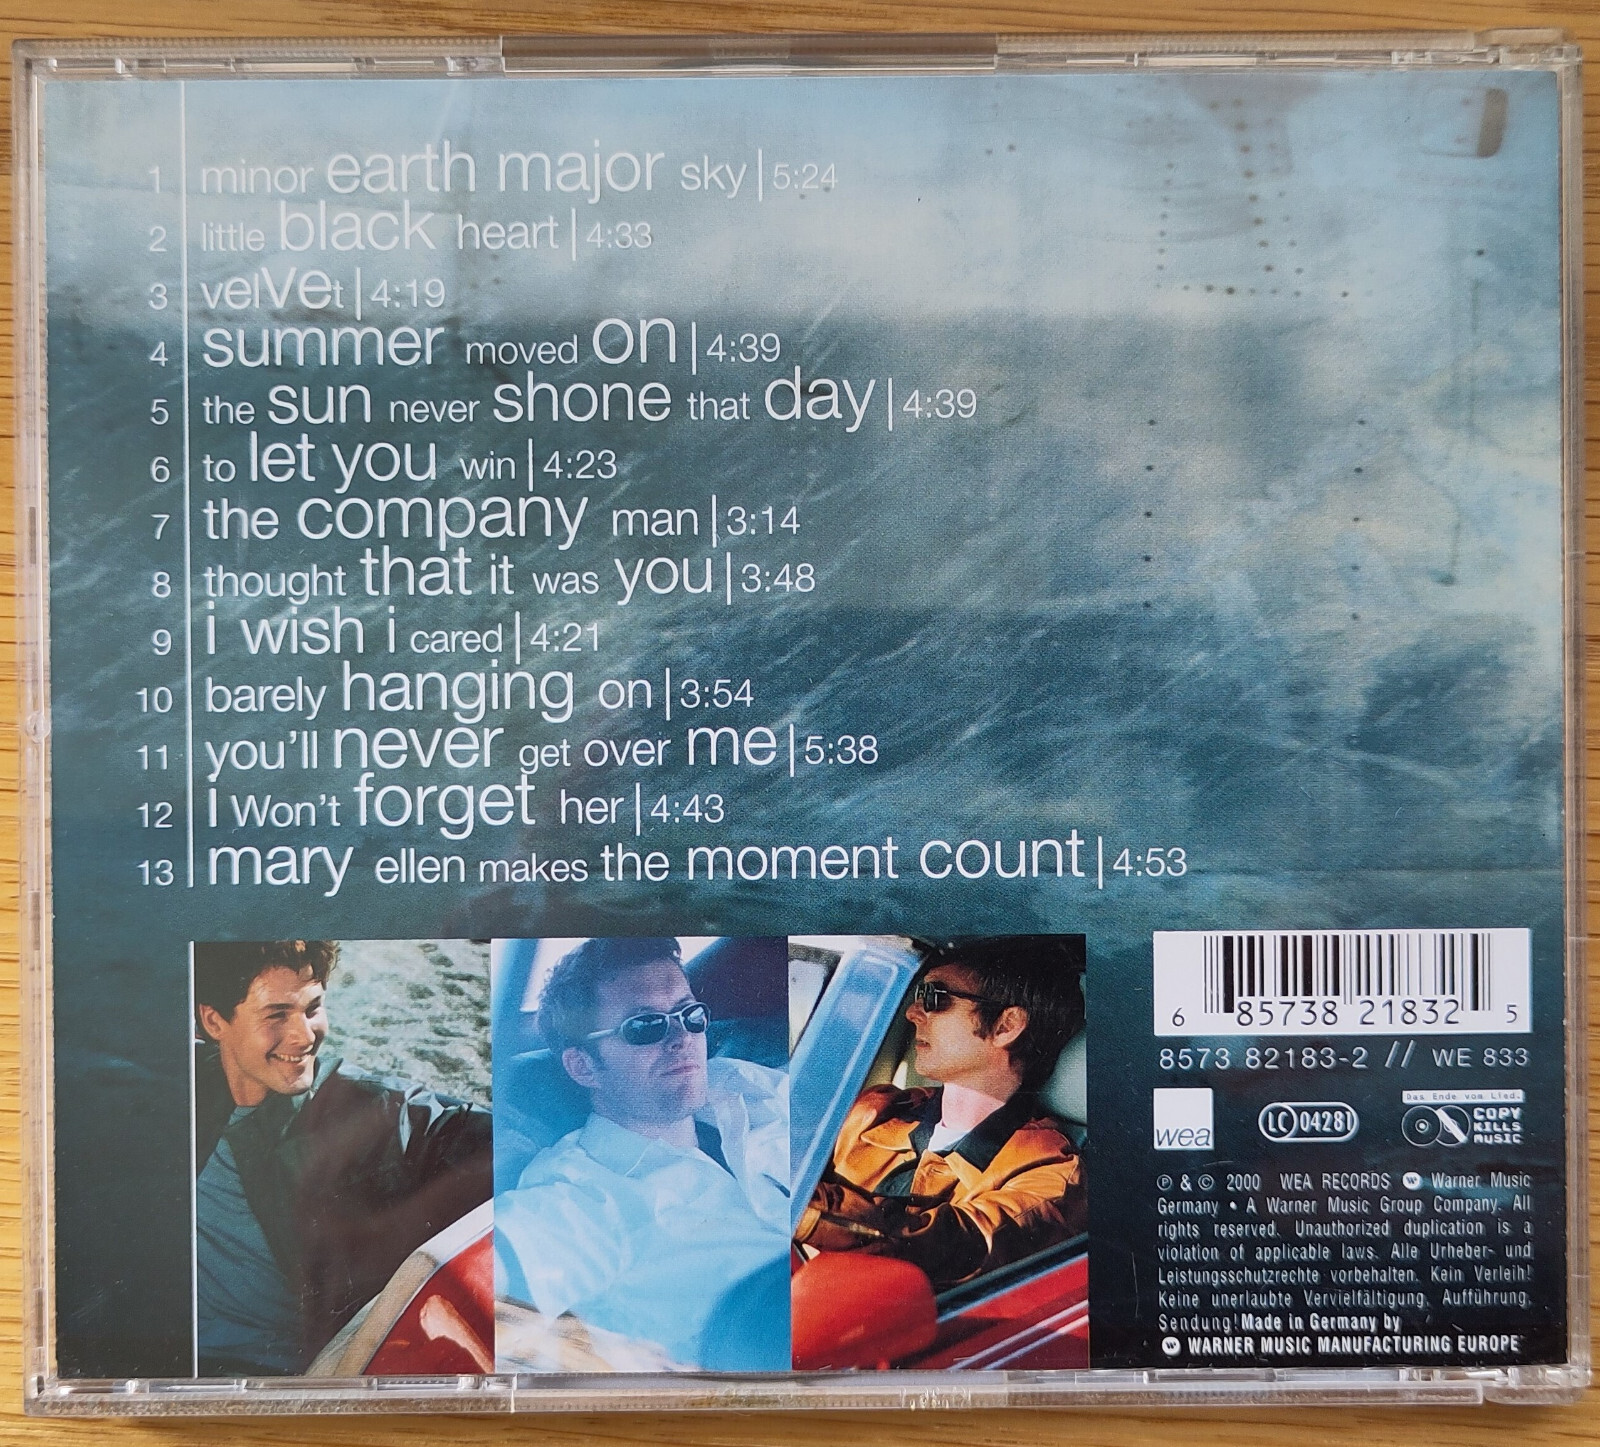 1 minor earth major sky | 5:24
2 little black heart | 4:33
3 velvet | 4:19
4 summer moved on | 4:39
5 the sun never shone that day | 4:39
6 to let you win | 4:23
7 the company man | 3:14
8 thought that it was you | 3:48
9 i wish i cared | 4:21
10 barely hanging on | 3:54
11 you'll never get over me | 5:38
12 i Won't forget her | 4:43
13 mary ellen makes the moment count | 4:53
6 85738 21832 5
8573 82183-2 // WE 833
wea
LC 04281
Das Ende vom Lied.
COPY
KILLS
MUSIC
℗ & © 2000 WEA RECORDS Warner Music
Germany • A Warner Music Group Company. All
rights reserved. Unauthorized duplication is a
violation of applicable laws. Alle Urheber- und
Leistungsschutzrechte vorbehalten. Kein Verleih!
Keine unerlaubte Vervielfältigung, Aufführung,
Sendung! Made in Germany by
WARNER MUSIC MANUFACTURING EUROPE